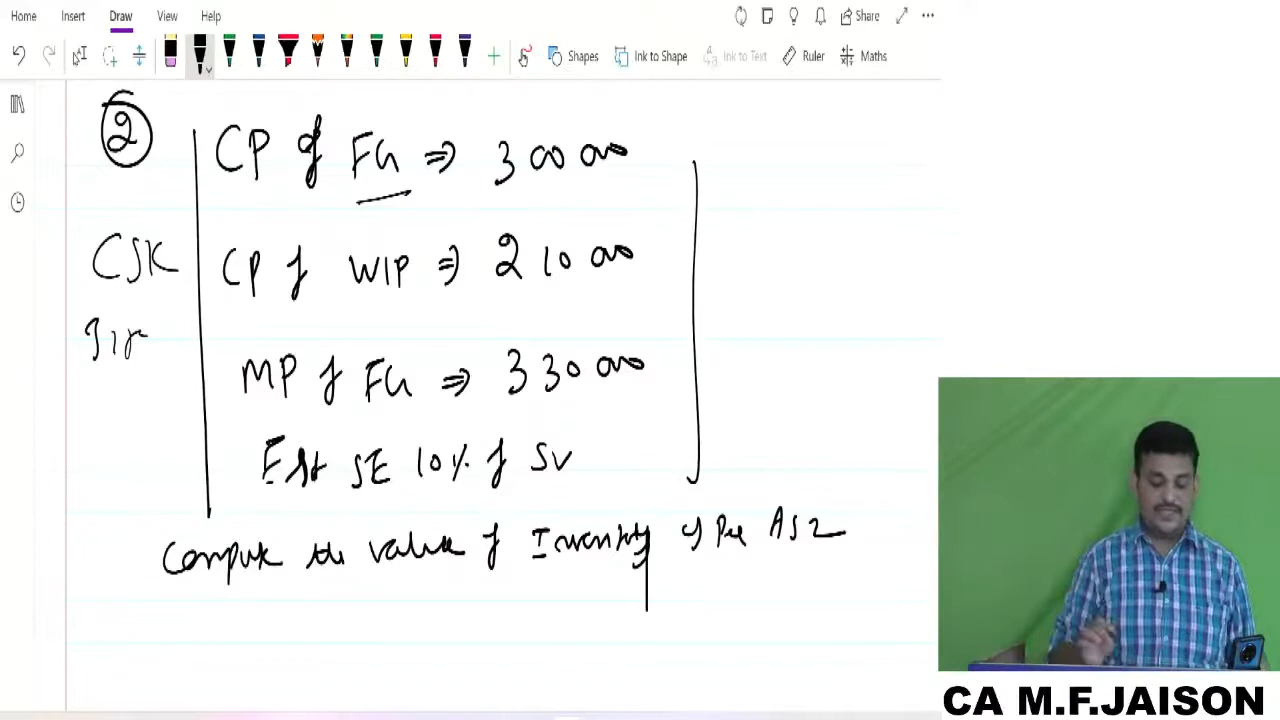 Home Insert Draw View Help Share
Shapes Ink to Shape Ink to Text Ruler Maths
2
CP of FG ⇒ 300 000
CSK CP of WIP ⇒ 210 000
MP of FG ⇒ 330 000
Est SE 10% of SV
Compute the value of Inventory as Per AS2
CA M.F.JAISON